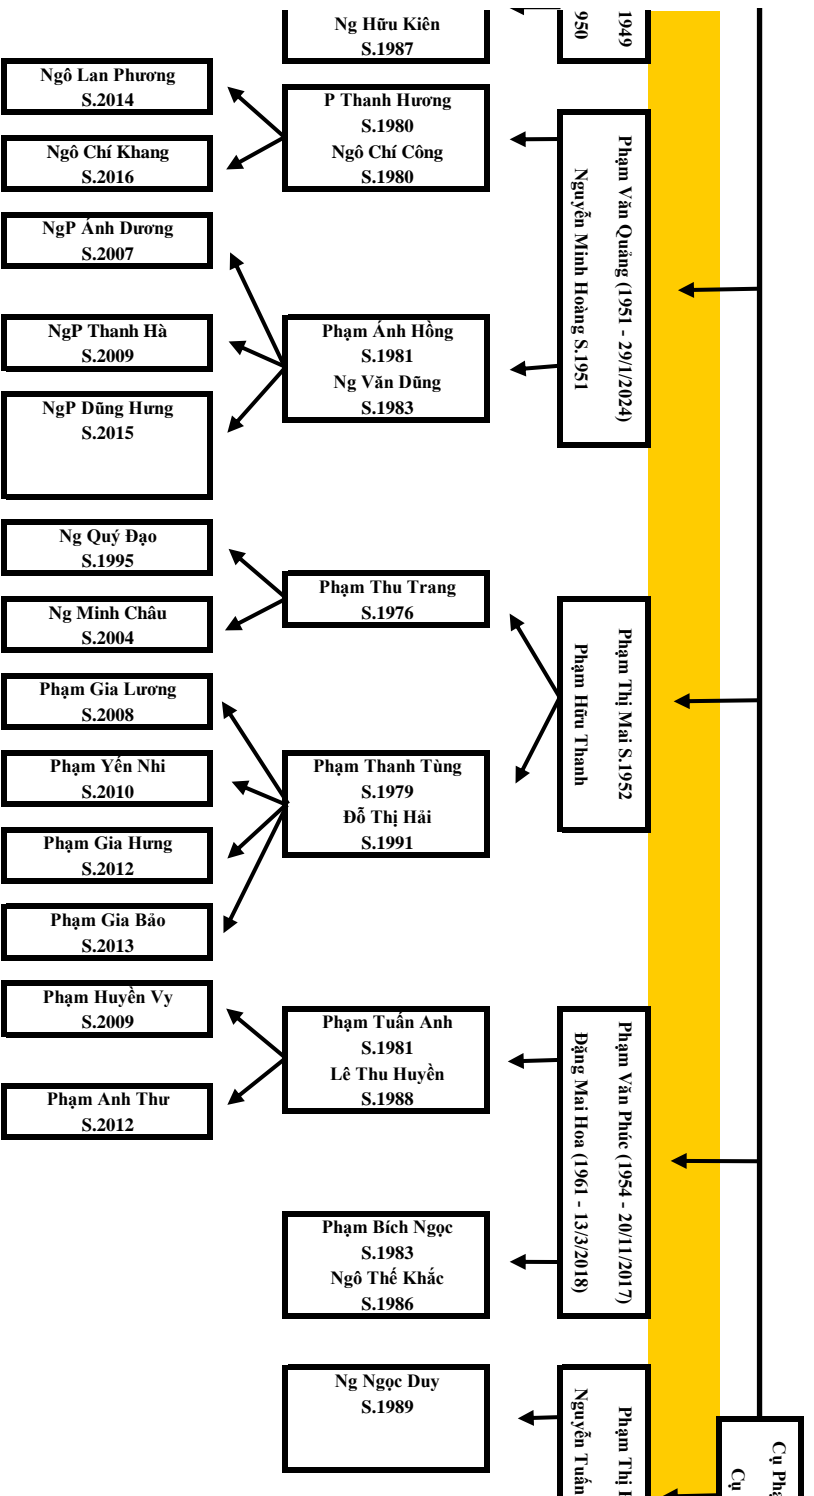 Ng Hữu Kiên
S.1987
1949
950
Ngô Lan Phương
S.2014
Ngô Chí Khang
S.2016
P Thanh Hương
S.1980
Ngô Chí Công
S.1980
Phạm Văn Quảng (1951 - 29/1/2024)
Nguyễn Minh Hoàng S.1951
NgP Ánh Dương
S.2007
NgP Thanh Hà
S.2009
NgP Dũng Hưng
S.2015
Phạm Ánh Hồng
S.1981
Ng Văn Dũng
S.1983
Ng Quý Đạo
S.1995
Ng Minh Châu
S.2004
Phạm Thu Trang
S.1976
Phạm Thị Mai S.1952
Phạm Hữu Thanh
Phạm Gia Lương
S.2008
Phạm Yến Nhi
S.2010
Phạm Gia Hưng
S.2012
Phạm Gia Bảo
S.2013
Phạm Thanh Tùng
S.1979
Đỗ Thị Hải
S.1991
Phạm Huyền Vy
S.2009
Phạm Anh Thư
S.2012
Phạm Tuấn Anh
S.1981
Lê Thu Huyền
S.1988
Phạm Văn Phúc (1954 - 20/11/2017)
Đặng Mai Hoa (1961 - 13/3/2018)
Phạm Bích Ngọc
S.1983
Ngô Thế Khắc
S.1986
Ng Ngọc Duy
S.1989
Phạm Thị
Nguyễn Tuấn
Cụ
Cụ